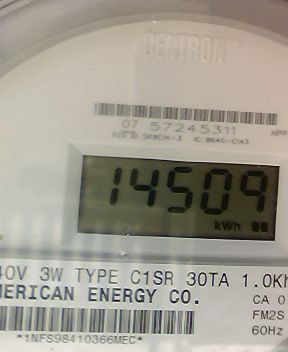 CENTRON®
07 57245311
14509
kWh
40V 3W TYPE C1SR 30TA 1.0Kh
MERICAN ENERGY CO.
CA 0
FM2S
60Hz
*1NFS98410366MEC*